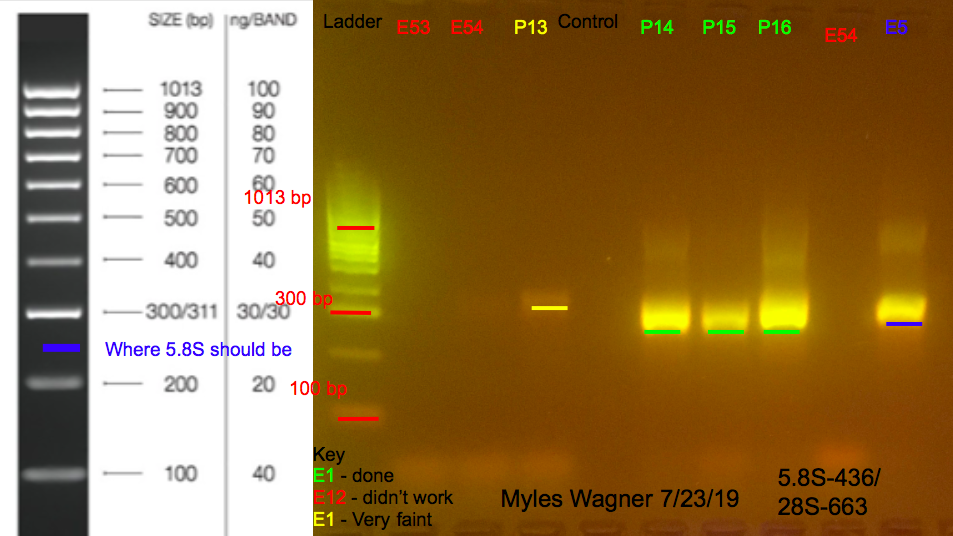 SIZE (bp) ng/BAND
1013 100
900 90
800 80
700 70
600 60
500 50
400 40
300/311 30/30
Where 5.8S should be
200 20
100 40
Ladder E53 E54 P13 Control P14 P15 P16 E54 E5
1013 bp
300 bp
100 bp
Key
E1 - done
E12 - didn't work
E1 - Very faint
Myles Wagner 7/23/19
5.8S-436/
28S-663